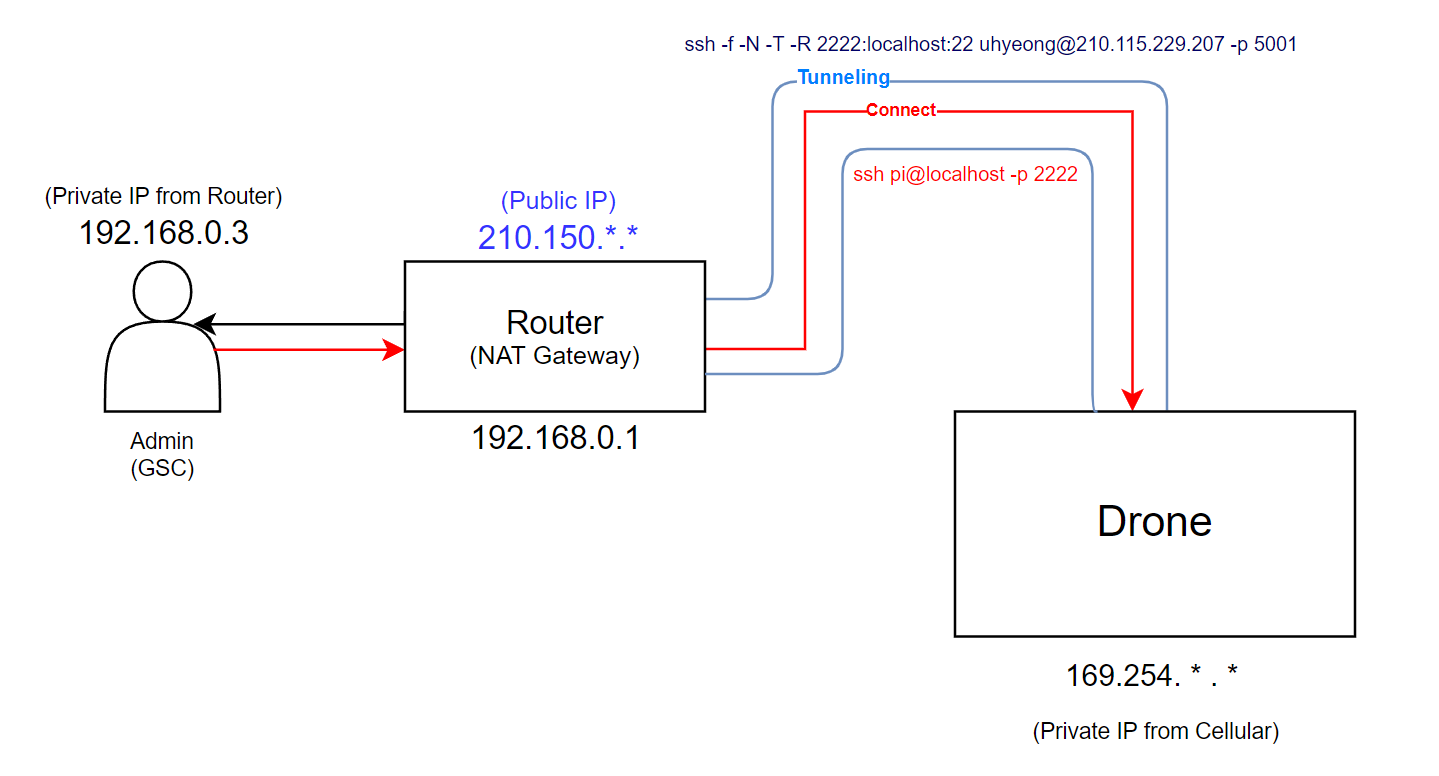 ssh -f -N -T -R 2222:localhost:22 uhyeong@210.115.229.207 -p 5001
Tunneling
Connect
ssh pi@localhost -p 2222
(Private IP from Router)
192.168.0.3
(Public IP)
210.150.*.*
Router
(NAT Gateway)
192.168.0.1
Admin
(GSC)
Drone
169.254. * . *
(Private IP from Cellular)